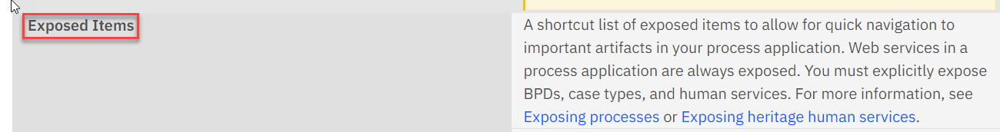 Exposed Items
A shortcut list of exposed items to allow for quick navigation to
important artifacts in your process application. Web services in a
process application are always exposed. You must explicitly expose
BPDs, case types, and human services. For more information, see
Exposing processes or Exposing heritage human services.